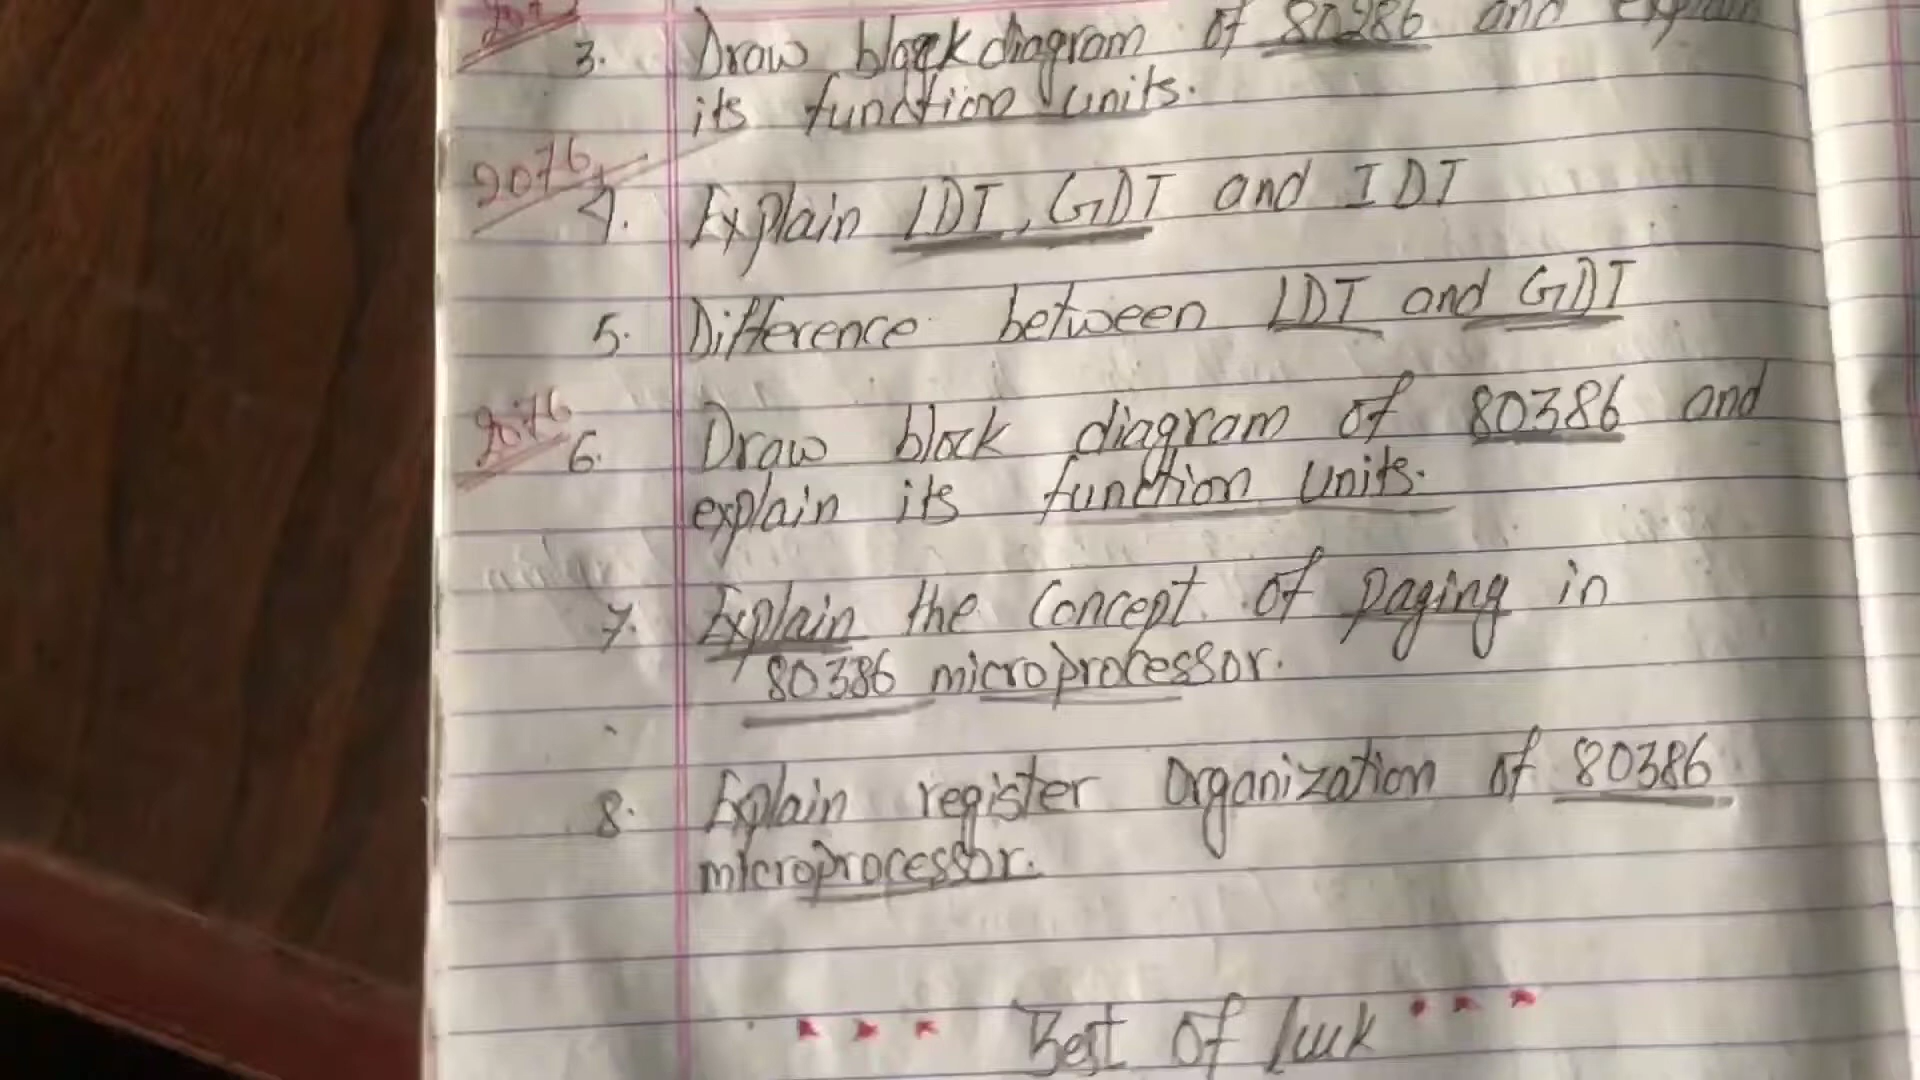 3. Draw block diagram of 80286 and explain
its function units.
2076
4. Explain LDT, GDT and IDT
5. Difference between LDT and GDT
2076
6. Draw block diagram of 80386 and
explain its function units.
7. Explain the Concept of paging in
80386 microprocessor.
8. Explain register Organization of 80386
microprocessor.
Best Of luck